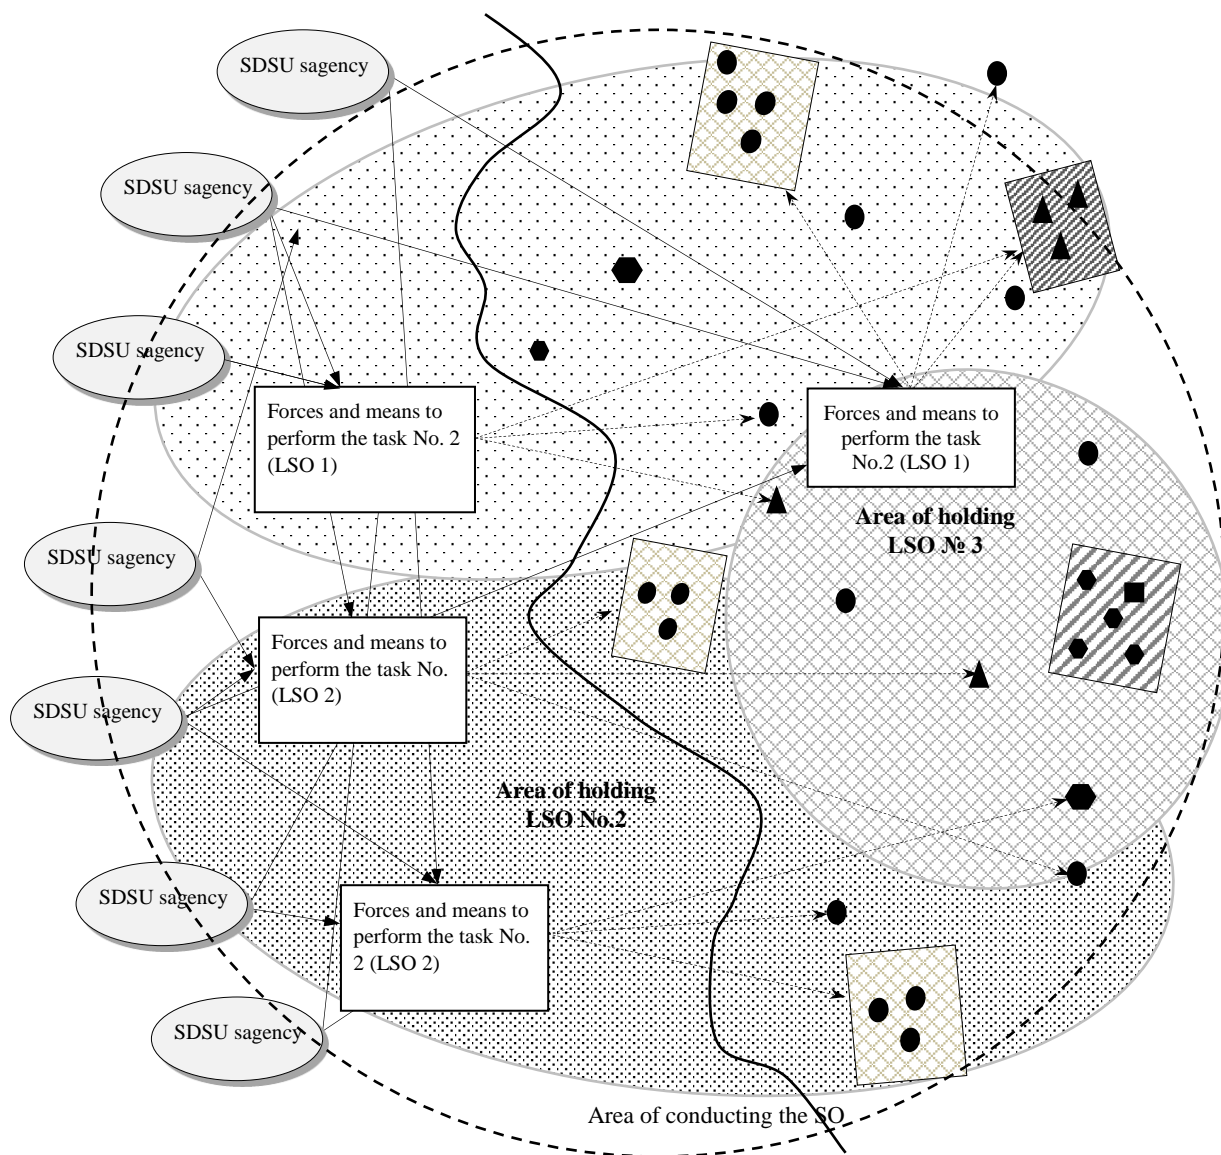 SDSU sagency
SDSU sagency
SDSU sagency
Forces and means to
perform the task No. 2
(LSO 1)
Forces and means to
perform the task
No.2 (LSO 1)
Area of holding
LSO № 3
SDSU sagency
Forces and means to
perform the task No.
(LSO 2)
SDSU sagency
Area of holding
LSO No.2
SDSU sagency
Forces and means to
perform the task No.
2 (LSO 2)
SDSU sagency
Area of conducting the SO